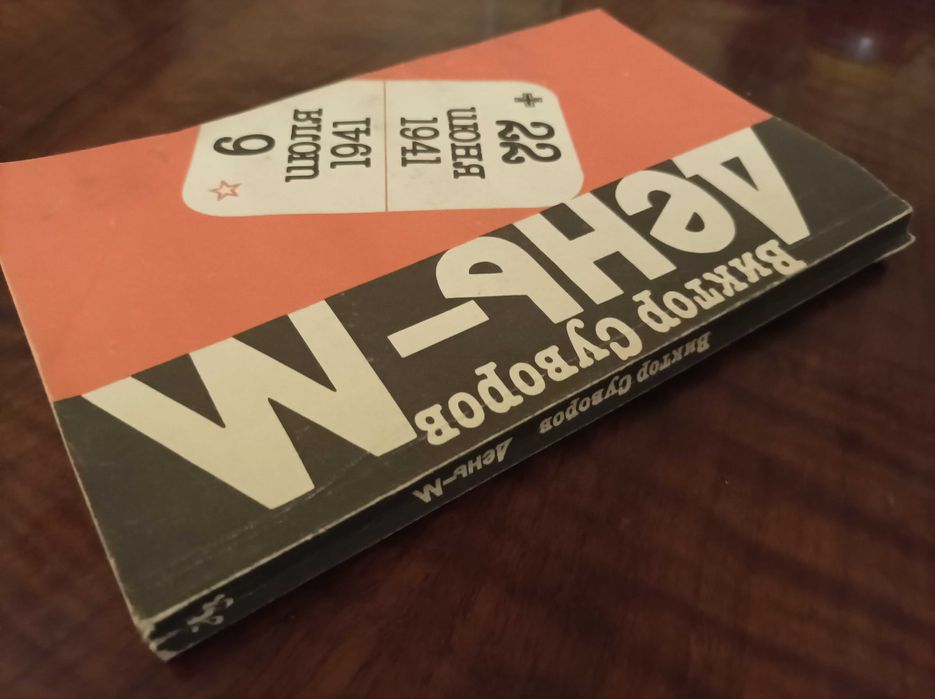 Виктор Суворов
День-М
22
июня
1941
6
июля
1941
Виктор Суворов День-М